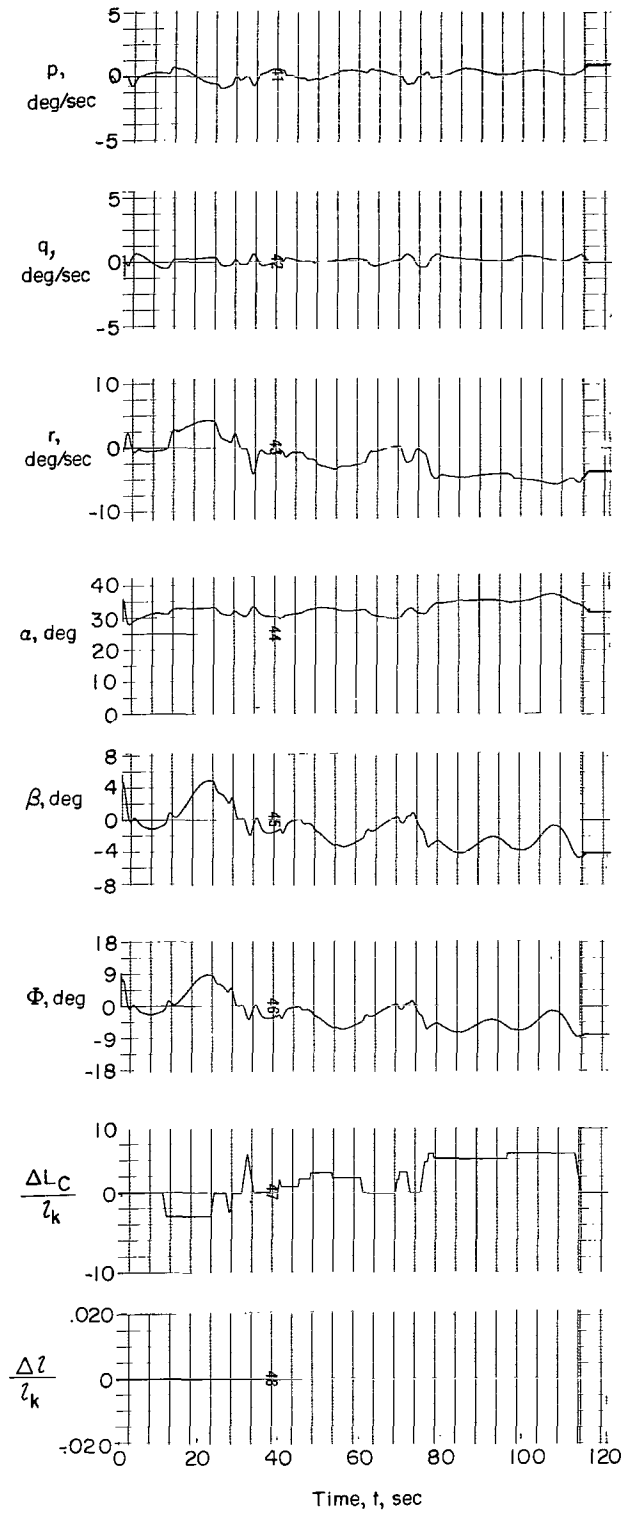 5
p,
deg/sec
0
41
-5
5
q,
deg/sec
0
42
-5
10
r,
deg/sec
0
43
-10
40
30
α, deg
20
44
10
0
8
4
β, deg
0
45
-4
-8
18
9
Φ, deg
0
46
-9
-18
10
ΔLC
lk
0
47
-10
.020
Δl
lk
0
48
-.020
0 20 40 60 80 100 120
Time, t, sec